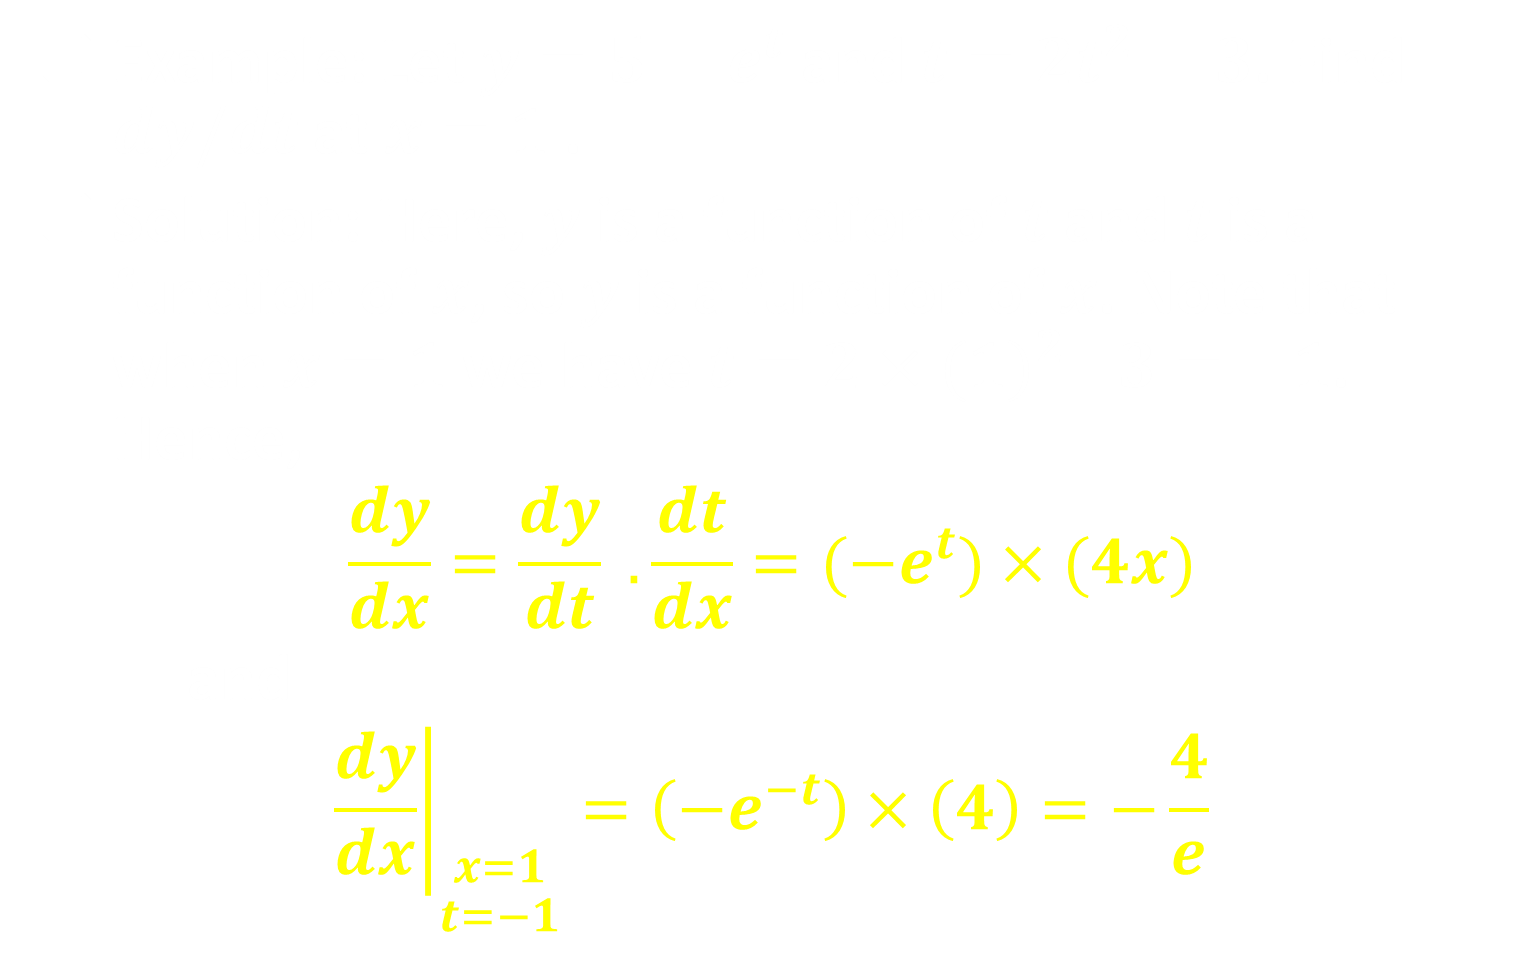 dy/dx = dy/dt . dt/dx = (−e^t) × (4x)
dy/dx |_{x=1, t=−1} = (−e^{−t}) × (4) = −4/e